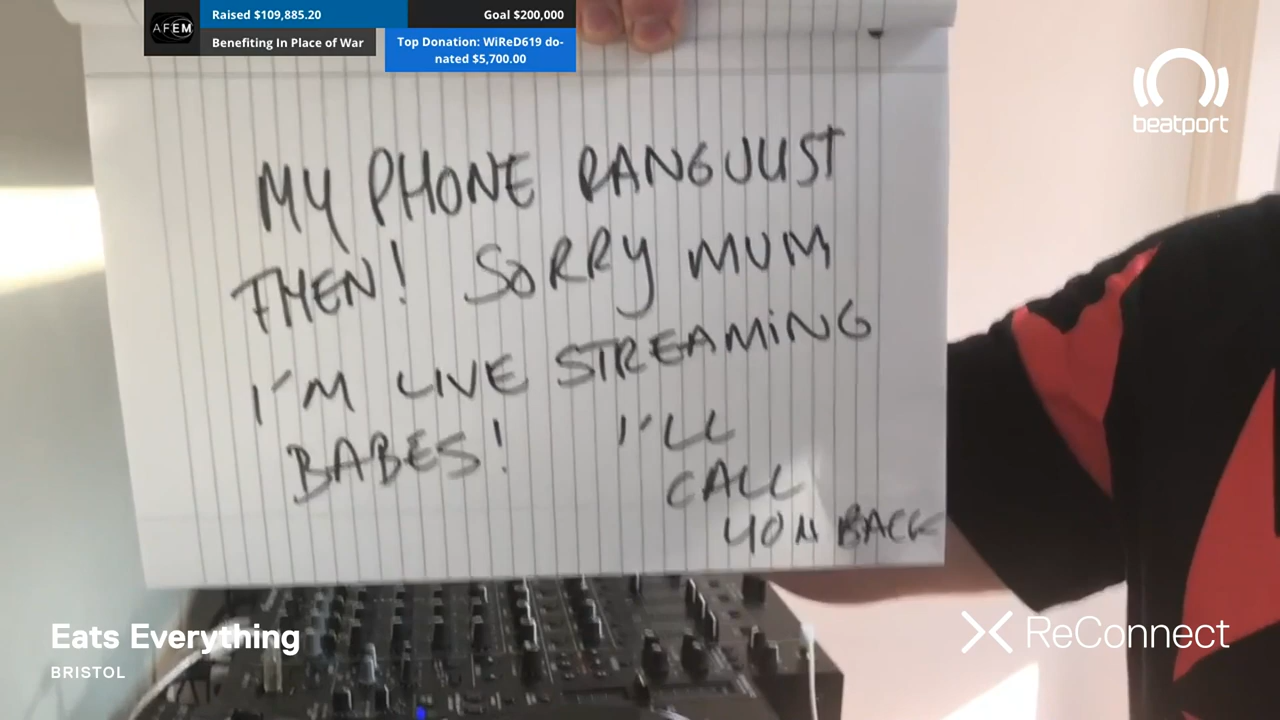 AFEM
Raised $109,885.20
Goal $200,000
Benefiting In Place of War
Top Donation: WiReD619 do-
nated $5,700.00
beatport
MY PHONE RANG JUST
THEN! SORRY MUM
I'M LIVE STREAMING
BABES! I'LL
CALL
YOU BACK
Eats Everything
BRISTOL
ReConnect